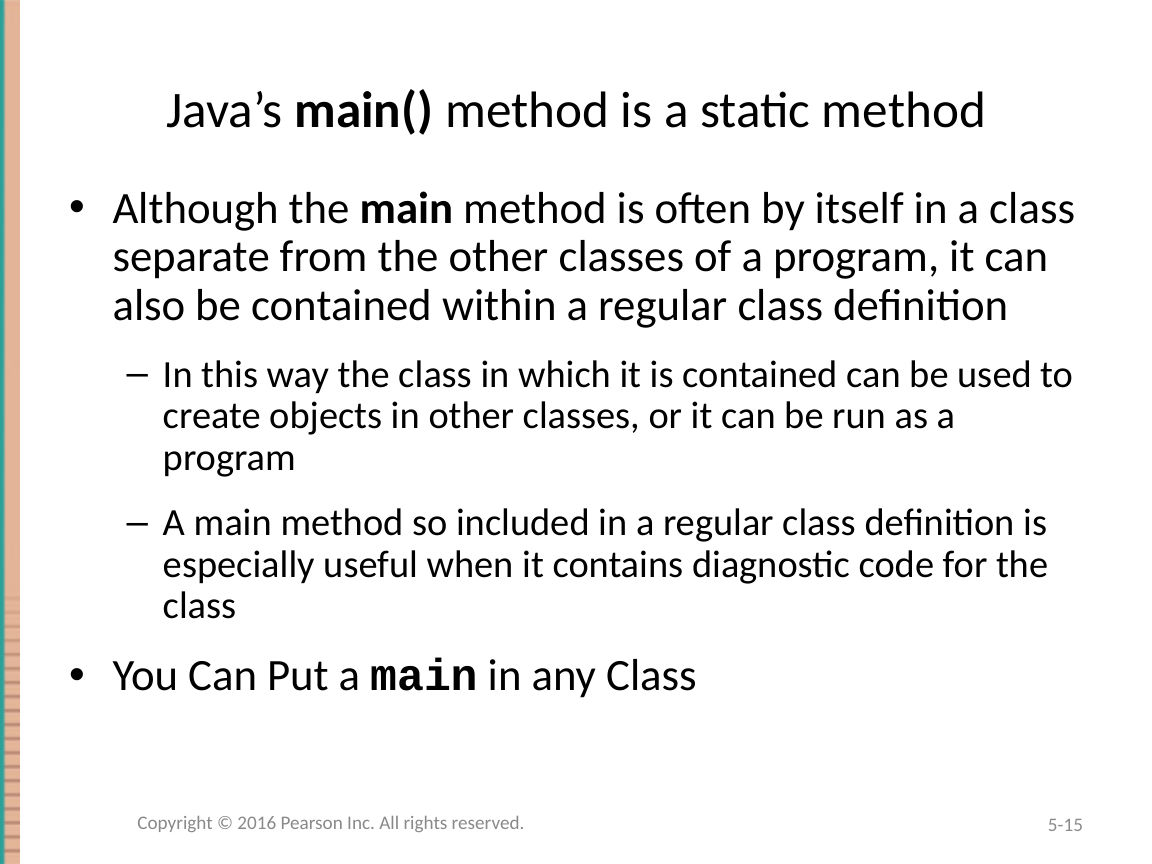 Java’s main() method is a static method
• Although the main method is often by itself in a class
separate from the other classes of a program, it can
also be contained within a regular class definition
– In this way the class in which it is contained can be used to
create objects in other classes, or it can be run as a
program
– A main method so included in a regular class definition is
especially useful when it contains diagnostic code for the
class
• You Can Put a main in any Class
Copyright © 2016 Pearson Inc. All rights reserved.
5-15